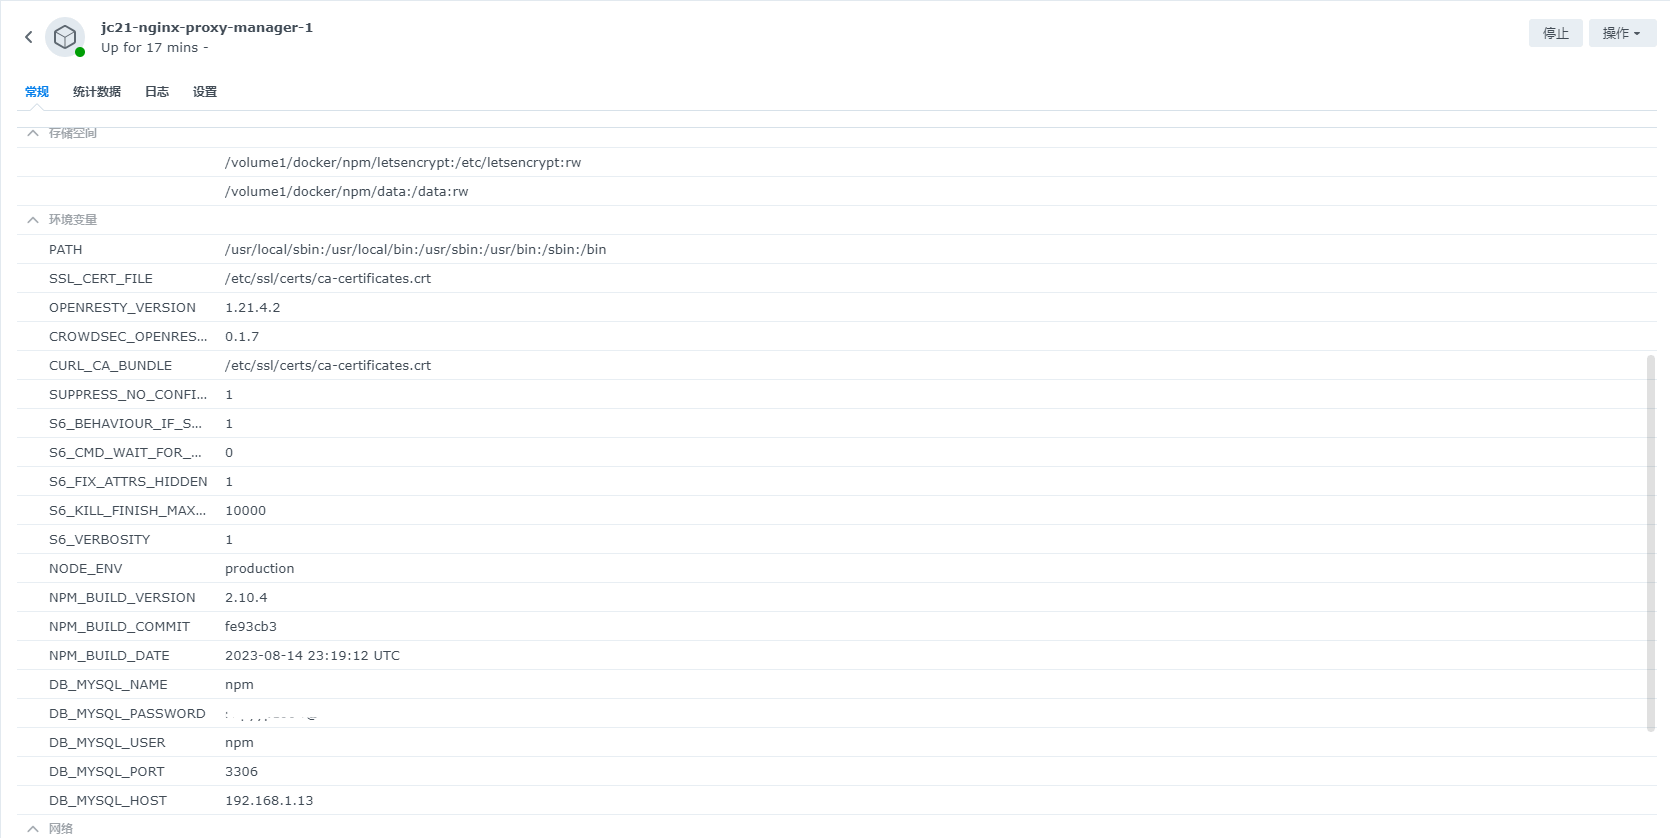 jc21-nginx-proxy-manager-1
Up for 17 mins -
停止
操作
常规 统计数据 日志 设置
存储空间
/volume1/docker/npm/letsencrypt:/etc/letsencrypt:rw
/volume1/docker/npm/data:/data:rw
环境变量
PATH /usr/local/sbin:/usr/local/bin:/usr/sbin:/usr/bin:/sbin:/bin
SSL_CERT_FILE /etc/ssl/certs/ca-certificates.crt
OPENRESTY_VERSION 1.21.4.2
CROWDSEC_OPENRES... 0.1.7
CURL_CA_BUNDLE /etc/ssl/certs/ca-certificates.crt
SUPPRESS_NO_CONFI... 1
S6_BEHAVIOUR_IF_S... 1
S6_CMD_WAIT_FOR_... 0
S6_FIX_ATTRS_HIDDEN 1
S6_KILL_FINISH_MAX... 10000
S6_VERBOSITY 1
NODE_ENV production
NPM_BUILD_VERSION 2.10.4
NPM_BUILD_COMMIT fe93cb3
NPM_BUILD_DATE 2023-08-14 23:19:12 UTC
DB_MYSQL_NAME npm
DB_MYSQL_PASSWORD
DB_MYSQL_USER npm
DB_MYSQL_PORT 3306
DB_MYSQL_HOST 192.168.1.13
网络